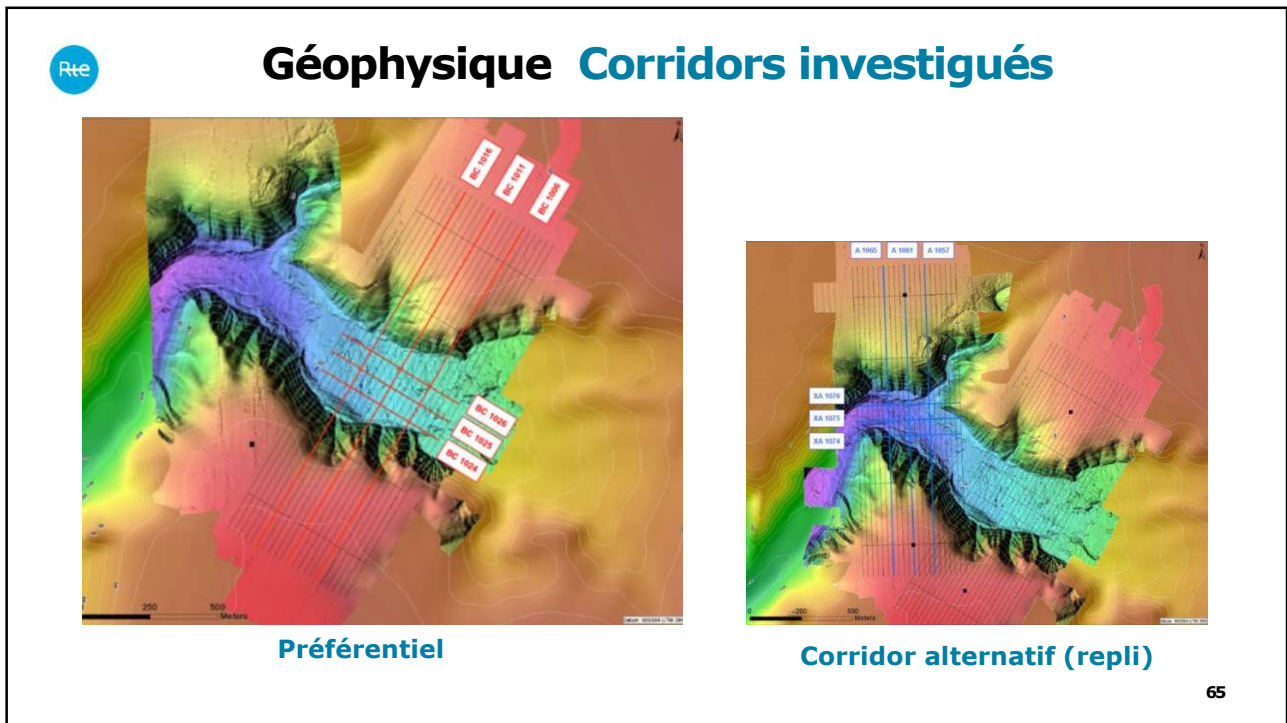 Rte
Géophysique Corridors investigués
BC 1016
BC 1011
BC 1006
BC 1026
BC 1025
BC 1024
250
500
Meters
N
Préférentiel
A 1065
A 1061
A 1057
XA 1076
XA 1075
XA 1074
0
250
500
Meters
N
Corridor alternatif (repli)
65